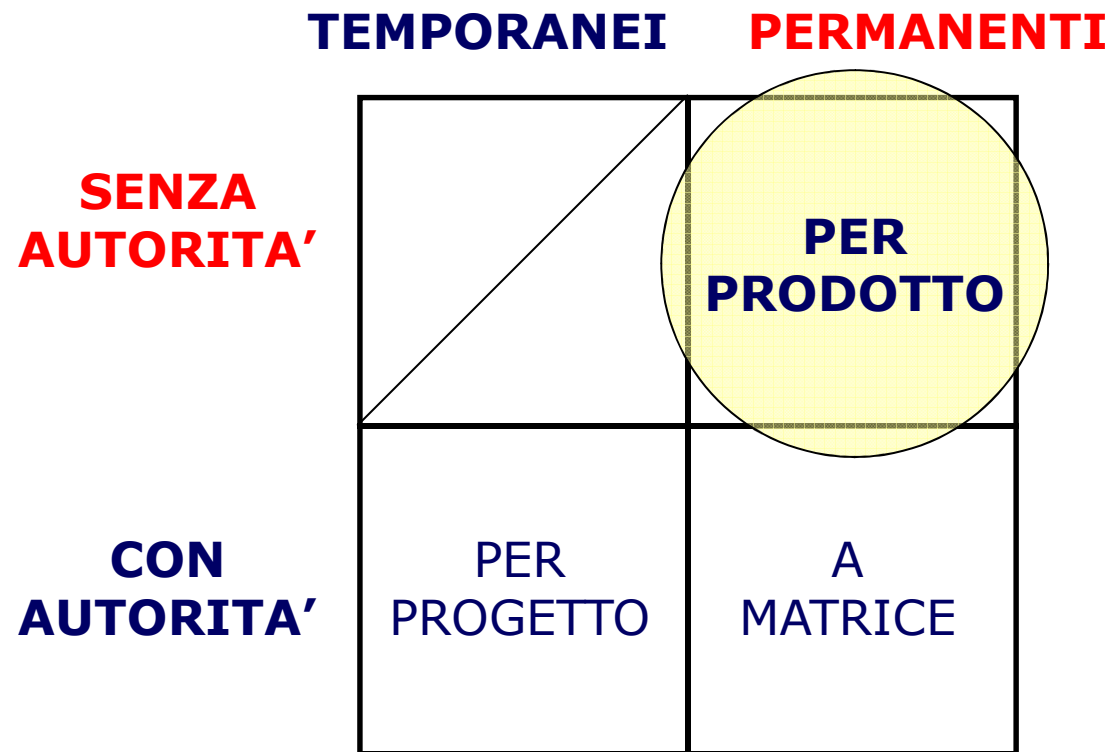 TEMPORANEI PERMANENTI
SENZA
AUTORITA’
PER
PRODOTTO
CON
AUTORITA’
PER
PROGETTO
A
MATRICE